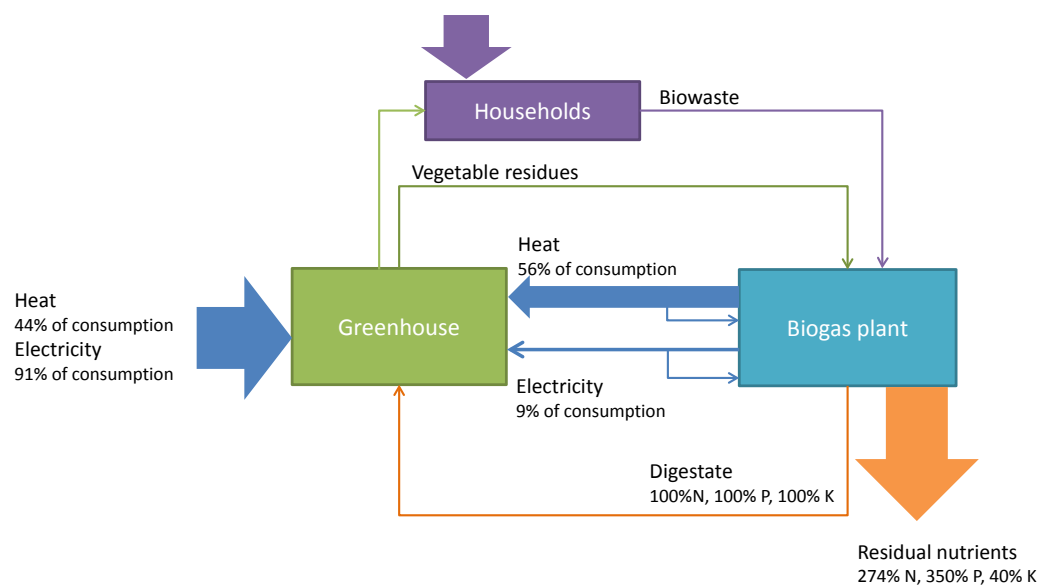 Households
Biowaste
Vegetable residues
Heat
56% of consumption
Heat
44% of consumption
Electricity
91% of consumption
Greenhouse
Biogas plant
Electricity
9% of consumption
Digestate
100%N, 100% P, 100% K
Residual nutrients
274% N, 350% P, 40% K